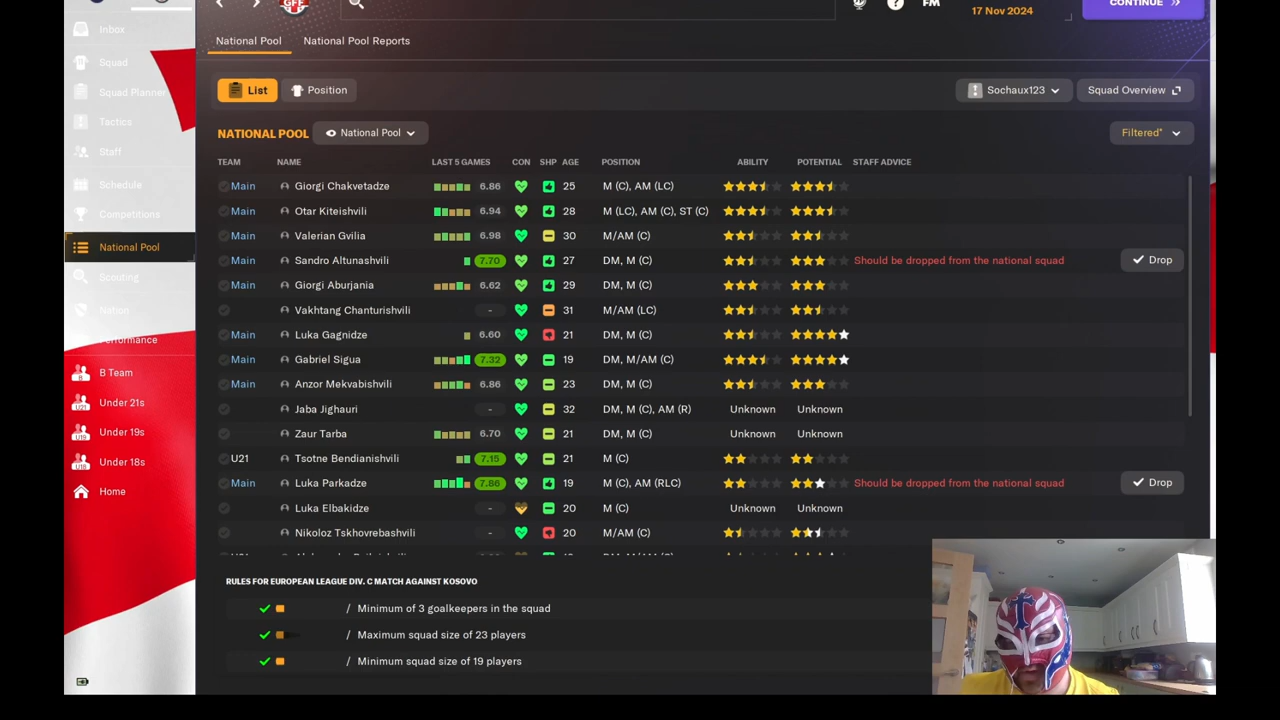 GFF
FM
17 Nov 2024
CONTINUE
Inbox
Squad
Squad Planner
Tactics
Staff
Schedule
Competitions
National Pool
Scouting
Nation
Performance
B Team
Under 21s
Under 19s
Under 18s
Home
National Pool National Pool Reports
List Position Sochaux123 Squad Overview
NATIONAL POOL National Pool Filtered*
TEAM NAME LAST 5 GAMES CON SHP AGE POSITION ABILITY POTENTIAL STAFF ADVICE
Main Giorgi Chakvetadze 6.86 25 M (C), AM (LC)
Main Otar Kiteishvili 6.94 28 M (LC), AM (C), ST (C)
Main Valerian Gvilia 6.98 30 M/AM (C)
Main Sandro Altunashvili 7.70 27 DM, M (C) Should be dropped from the national squad Drop
Main Giorgi Aburjania 6.62 29 DM, M (C)
Vakhtang Chanturishvili - 31 M/AM (LC)
Main Luka Gagnidze 6.60 21 DM, M (C)
Main Gabriel Sigua 7.32 19 DM, M/AM (C)
Main Anzor Mekvabishvili 6.86 23 DM, M (C)
Jaba Jighauri - 32 DM, M (C), AM (R) Unknown Unknown
Zaur Tarba 6.70 21 DM, M (C) Unknown Unknown
U21 Tsotne Bendianishvili 7.15 21 M (C)
Main Luka Parkadze 7.86 19 M (C), AM (RLC) Should be dropped from the national squad Drop
Luka Elbakidze - 20 M (C) Unknown Unknown
Nikoloz Tskhovrebashvili - 20 M/AM (C)
RULES FOR EUROPEAN LEAGUE DIV. C MATCH AGAINST KOSOVO
/ Minimum of 3 goalkeepers in the squad
/ Maximum squad size of 23 players
/ Minimum squad size of 19 players